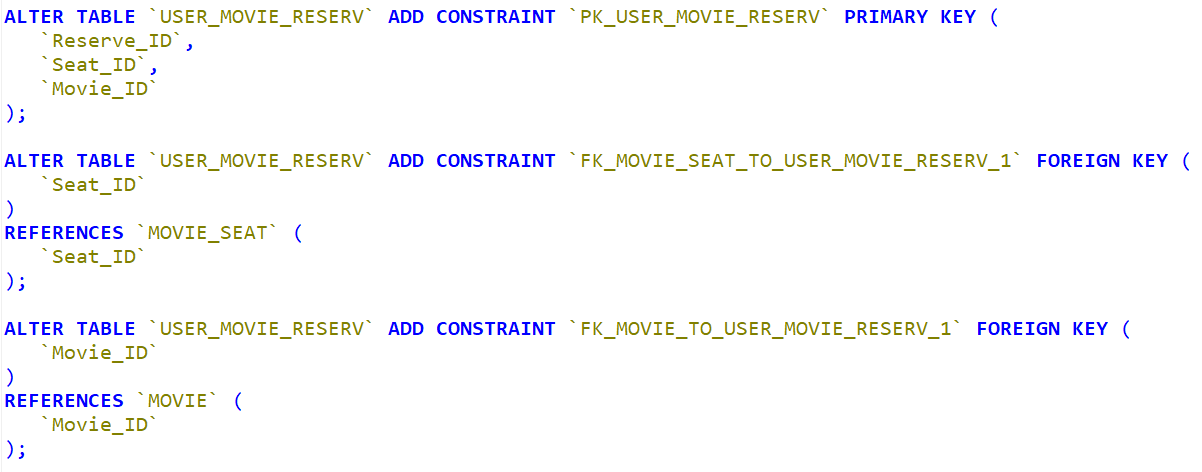 ALTER TABLE `USER_MOVIE_RESERV` ADD CONSTRAINT `PK_USER_MOVIE_RESERV` PRIMARY KEY (
   `Reserve_ID`,
   `Seat_ID`,
   `Movie_ID`
);

ALTER TABLE `USER_MOVIE_RESERV` ADD CONSTRAINT `FK_MOVIE_SEAT_TO_USER_MOVIE_RESERV_1` FOREIGN KEY (
   `Seat_ID`
)
REFERENCES `MOVIE_SEAT` (
   `Seat_ID`
);

ALTER TABLE `USER_MOVIE_RESERV` ADD CONSTRAINT `FK_MOVIE_TO_USER_MOVIE_RESERV_1` FOREIGN KEY (
   `Movie_ID`
)
REFERENCES `MOVIE` (
   `Movie_ID`
);